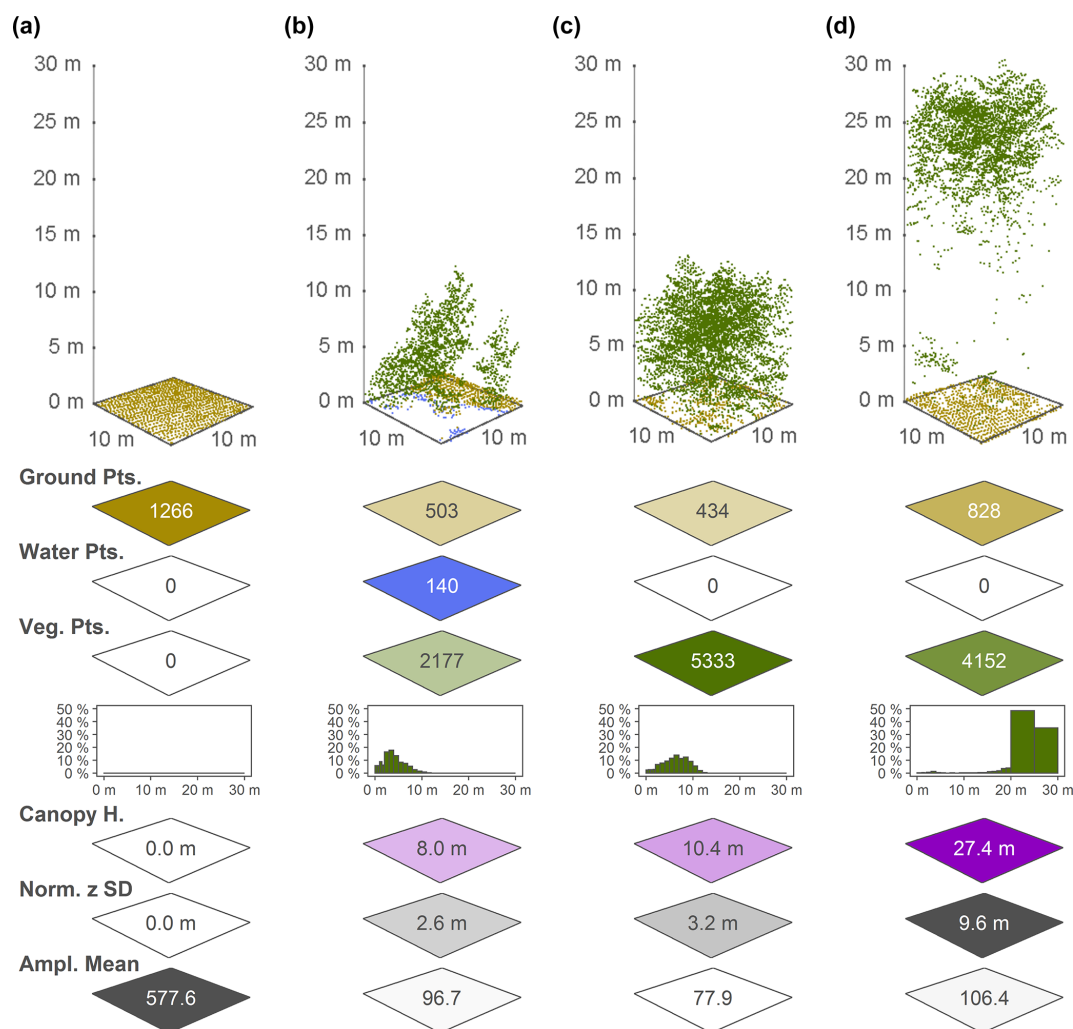 (a) (b) (c) (d)
30 m 30 m 30 m 30 m
25 m 25 m 25 m 25 m
20 m 20 m 20 m 20 m
15 m 15 m 15 m 15 m
10 m 10 m 10 m 10 m
5 m 5 m 5 m 5 m
0 m 0 m 0 m 0 m
10 m 10 m 10 m 10 m 10 m 10 m 10 m 10 m
Ground Pts.
1266 503 434 828
Water Pts.
0 140 0 0
Veg. Pts.
0 2177 5333 4152
50 % 50 % 50 % 50 %
40 % 40 % 40 % 40 %
30 % 30 % 30 % 30 %
20 % 20 % 20 % 20 %
10 % 10 % 10 % 10 %
0 % 0 % 0 % 0 %
0 m 10 m 20 m 30 m 0 m 10 m 20 m 30 m 0 m 10 m 20 m 30 m 0 m 10 m 20 m 30 m
Canopy H.
0.0 m 8.0 m 10.4 m 27.4 m
Norm. z SD
0.0 m 2.6 m 3.2 m 9.6 m
Ampl. Mean
577.6 96.7 77.9 106.4